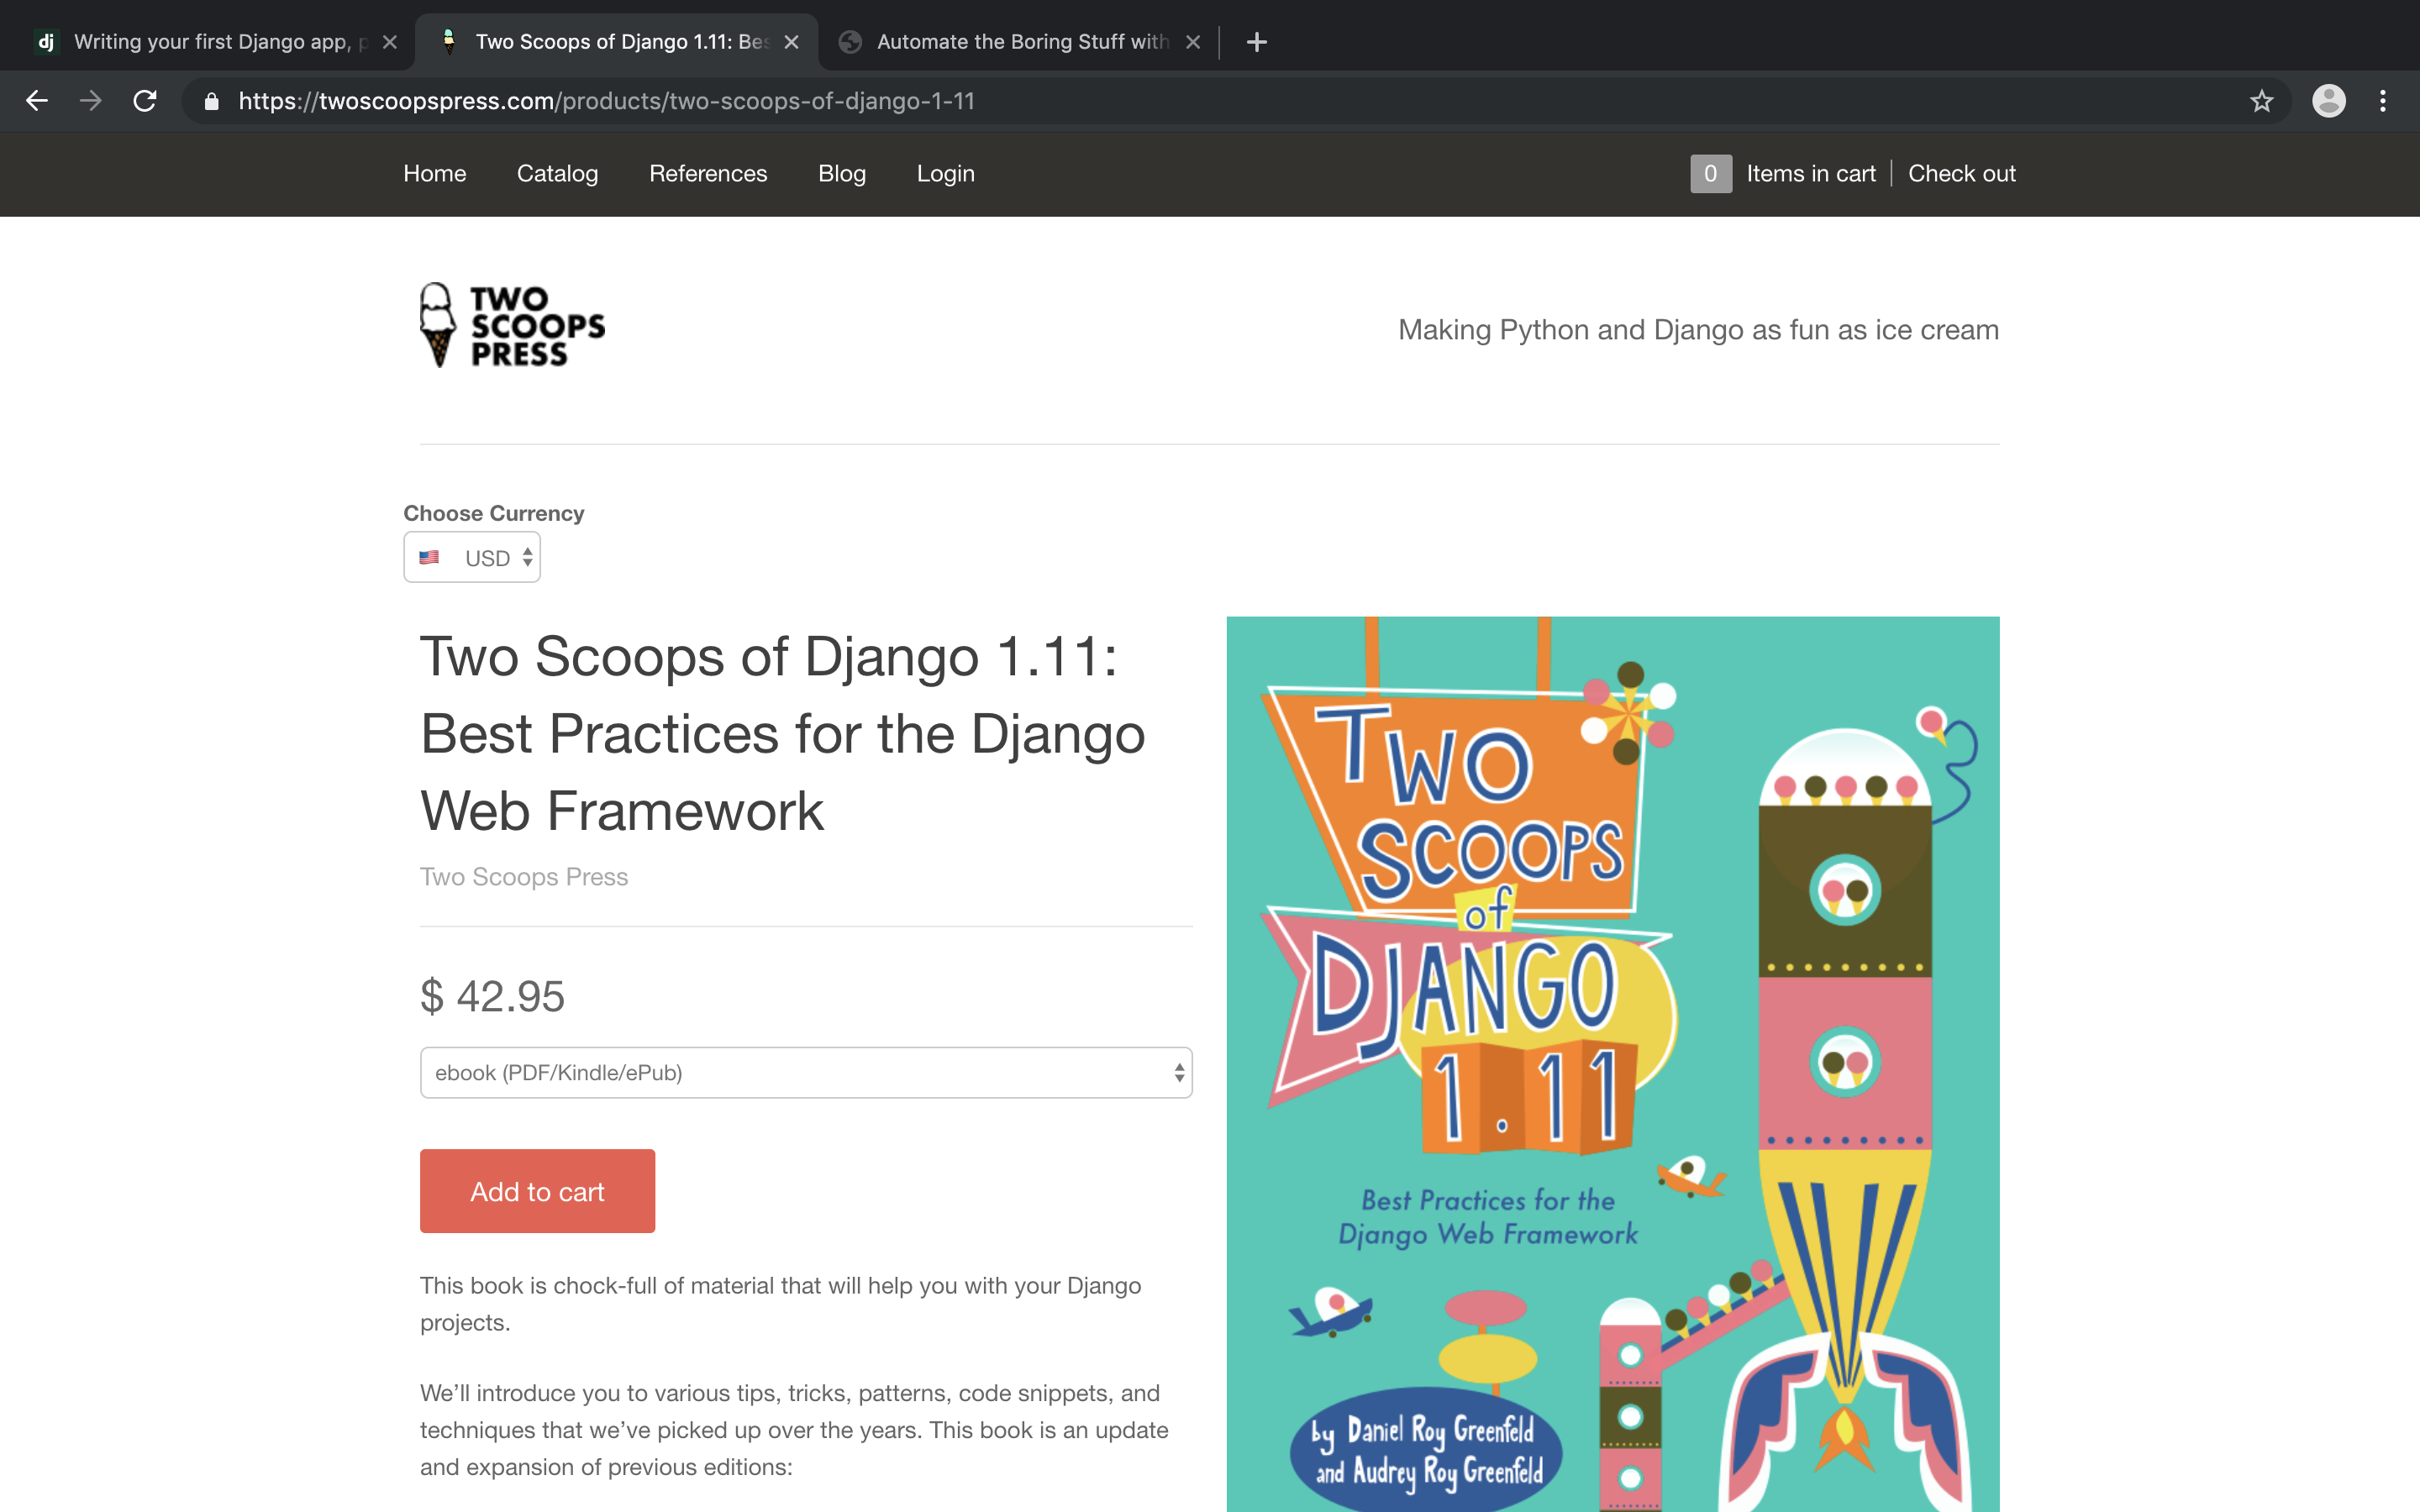 dj Writing your first Django app, p
Two Scoops of Django 1.11: Bes
Automate the Boring Stuff with
https://twoscoopspress.com/products/two-scoops-of-django-1-11
Home Catalog References Blog Login
0 Items in cart Check out
TWO
SCOOPS
PRESS
Making Python and Django as fun as ice cream
Choose Currency
USD
Two Scoops of Django 1.11:
Best Practices for the Django
Web Framework
Two Scoops Press
$ 42.95
ebook (PDF/Kindle/ePub)
Add to cart
This book is chock-full of material that will help you with your Django
projects.
We’ll introduce you to various tips, tricks, patterns, code snippets, and
techniques that we’ve picked up over the years. This book is an update
and expansion of previous editions:
TWO
SCOOPS
of
DJANGO
1.11
Best Practices for the
Django Web Framework
by Daniel Roy Greenfeld
and Audrey Roy Greenfeld